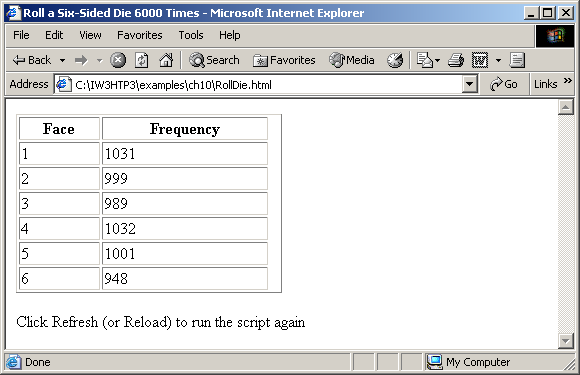 Roll a Six-Sided Die 6000 Times - Microsoft Internet Explorer
File Edit View Favorites Tools Help
Back Search Favorites Media
Address C:\IW3HTP3\examples\ch10\RollDie.html Go Links »
Face Frequency
1 1031
2 999
3 989
4 1032
5 1001
6 948
Click Refresh (or Reload) to run the script again
Done My Computer